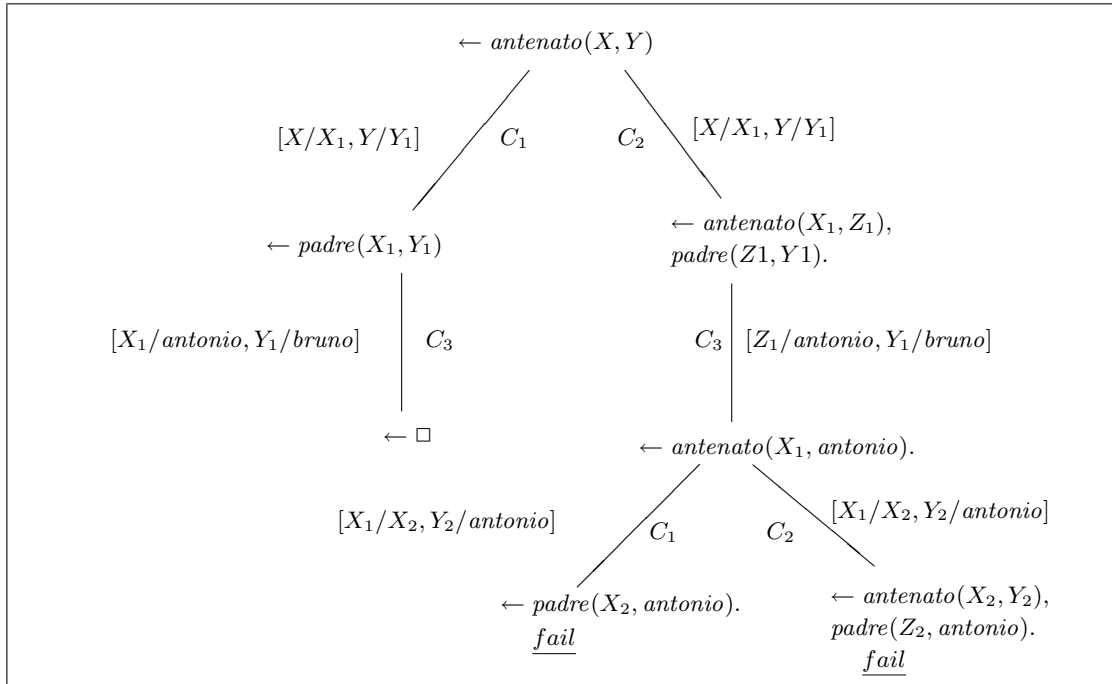 ← antenato(X, Y)
[X/X₁, Y/Y₁] C₁ C₂ [X/X₁, Y/Y₁]
← padre(X₁, Y₁)
← antenato(X₁, Z₁),
padre(Z1, Y1).
[X₁/antonio, Y₁/bruno] C₃
C₃ [Z₁/antonio, Y₁/bruno]
← □
← antenato(X₁, antonio).
[X₁/X₂, Y₂/antonio] C₁ C₂ [X₁/X₂, Y₂/antonio]
← padre(X₂, antonio).
fail
← antenato(X₂, Y₂),
padre(Z₂, antonio).
fail